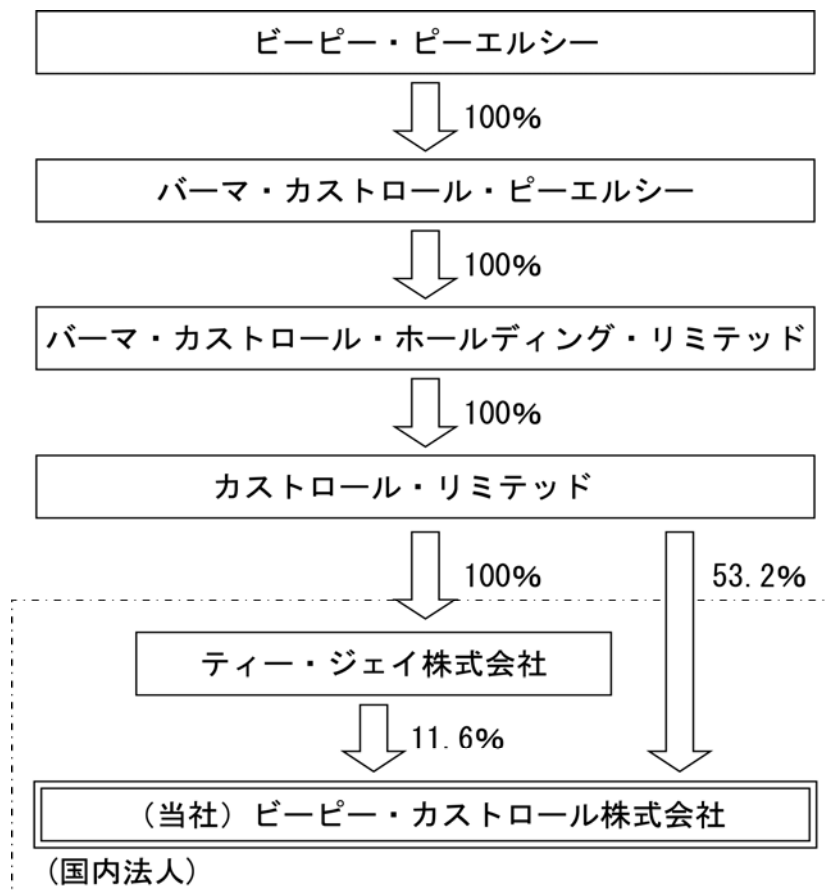 ビーピー・ピーエルシー
100%
バーマ・カストロール・ピーエルシー
100%
バーマ・カストロール・ホールディング・リミテッド
100%
カストロール・リミテッド
100%
53.2%
ティー・ジェイ株式会社
11.6%
（当社）ビーピー・カストロール株式会社
（国内法人）